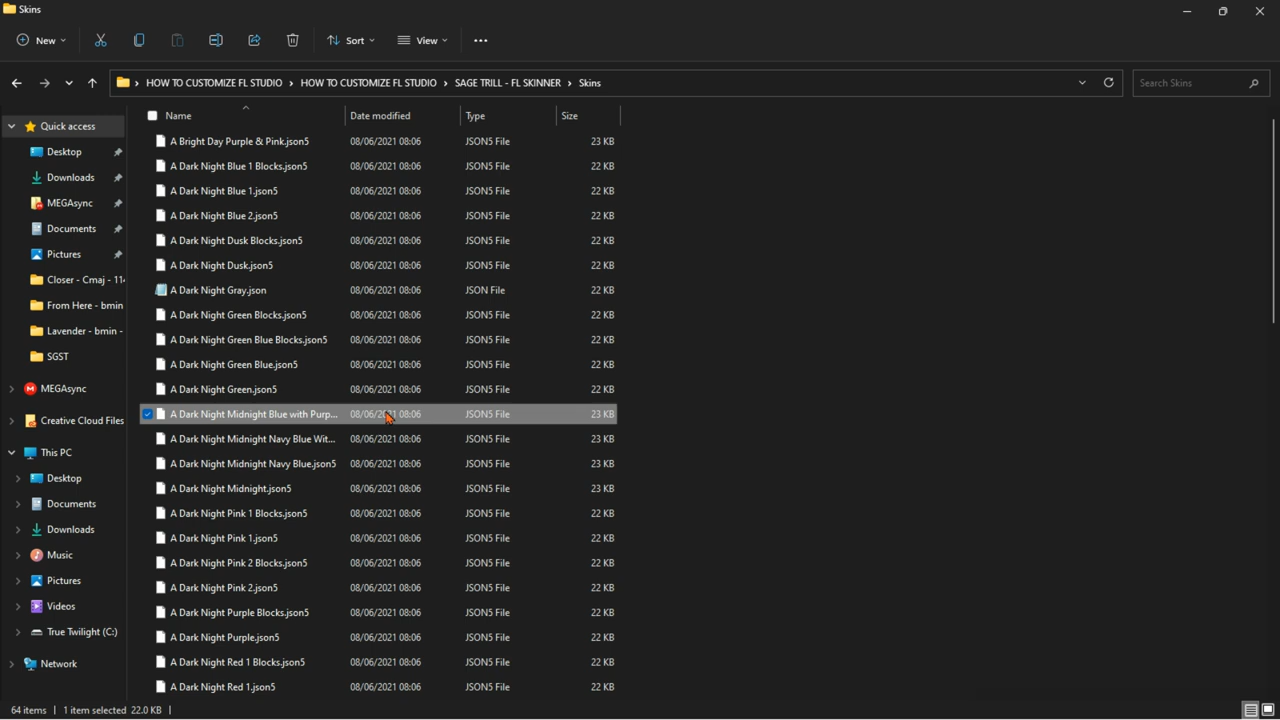 Skins
New Sort View
HOW TO CUSTOMIZE FL STUDIO › HOW TO CUSTOMIZE FL STUDIO › SAGE TRILL - FL SKINNER › Skins
Search Skins
Name Date modified Type Size
Quick access
Desktop
Downloads
MEGAsync
Documents
Pictures
Closer - Cmaj - 114
From Here - bmin
Lavender - bmin -
SGST
MEGAsync
Creative Cloud Files
This PC
Desktop
Documents
Downloads
Music
Pictures
Videos
True Twilight (C:)
Network
A Bright Day Purple & Pink.json5 08/06/2021 08:06 JSON5 File 23 KB
A Dark Night Blue 1 Blocks.json5 08/06/2021 08:06 JSON5 File 22 KB
A Dark Night Blue 1.json5 08/06/2021 08:06 JSON5 File 22 KB
A Dark Night Blue 2.json5 08/06/2021 08:06 JSON5 File 22 KB
A Dark Night Dusk Blocks.json5 08/06/2021 08:06 JSON5 File 22 KB
A Dark Night Dusk.json5 08/06/2021 08:06 JSON5 File 22 KB
A Dark Night Gray.json 08/06/2021 08:06 JSON File 22 KB
A Dark Night Green Blocks.json5 08/06/2021 08:06 JSON5 File 22 KB
A Dark Night Green Blue Blocks.json5 08/06/2021 08:06 JSON5 File 22 KB
A Dark Night Green Blue.json5 08/06/2021 08:06 JSON5 File 22 KB
A Dark Night Green.json5 08/06/2021 08:06 JSON5 File 22 KB
A Dark Night Midnight Blue with Purp... 08/06/2021 08:06 JSON5 File 23 KB
A Dark Night Midnight Navy Blue Wit... 08/06/2021 08:06 JSON5 File 23 KB
A Dark Night Midnight Navy Blue.json5 08/06/2021 08:06 JSON5 File 23 KB
A Dark Night Midnight.json5 08/06/2021 08:06 JSON5 File 23 KB
A Dark Night Pink 1 Blocks.json5 08/06/2021 08:06 JSON5 File 22 KB
A Dark Night Pink 1.json5 08/06/2021 08:06 JSON5 File 22 KB
A Dark Night Pink 2 Blocks.json5 08/06/2021 08:06 JSON5 File 22 KB
A Dark Night Pink 2.json5 08/06/2021 08:06 JSON5 File 22 KB
A Dark Night Purple Blocks.json5 08/06/2021 08:06 JSON5 File 22 KB
A Dark Night Purple.json5 08/06/2021 08:06 JSON5 File 22 KB
A Dark Night Red 1 Blocks.json5 08/06/2021 08:06 JSON5 File 22 KB
A Dark Night Red 1.json5 08/06/2021 08:06 JSON5 File 22 KB
64 items | 1 item selected 22.0 KB |